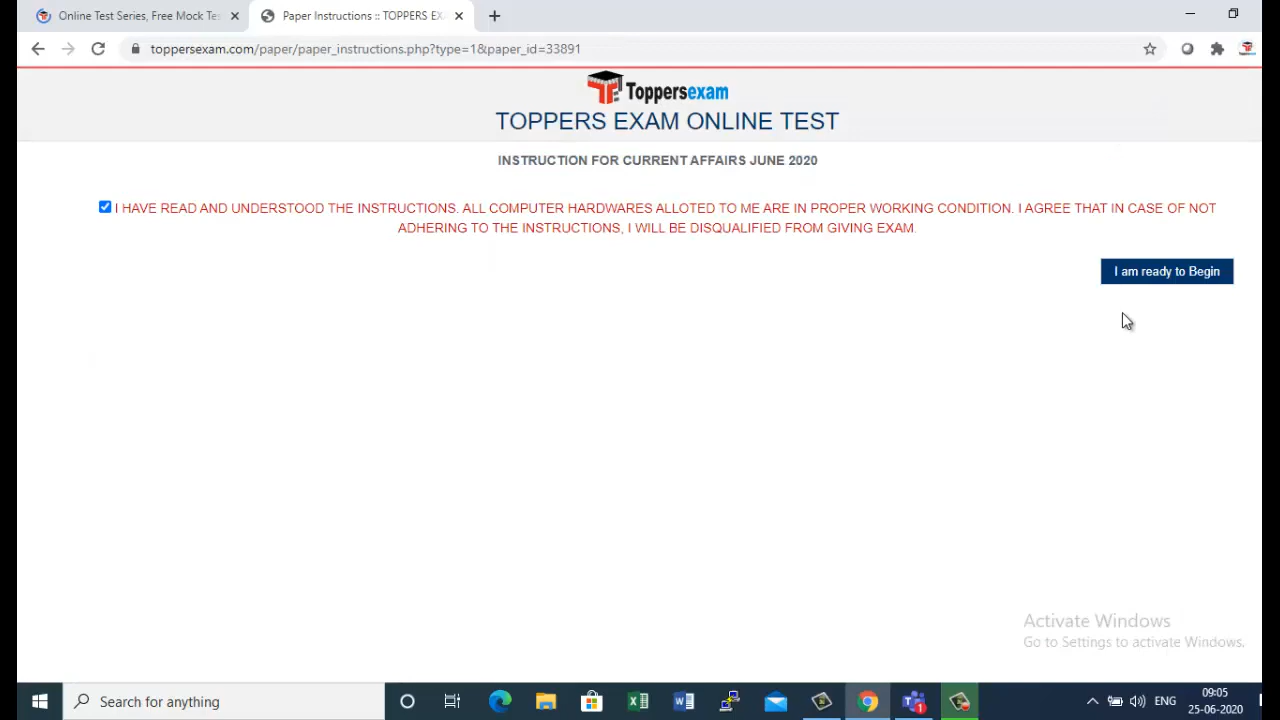 Online Test Series, Free Mock Tes
Paper Instructions :: TOPPERS EXA
toppersexam.com/paper/paper_instructions.php?type=1&paper_id=33891
Toppersexam
TOPPERS EXAM ONLINE TEST
INSTRUCTION FOR CURRENT AFFAIRS JUNE 2020
I HAVE READ AND UNDERSTOOD THE INSTRUCTIONS. ALL COMPUTER HARDWARES ALLOTED TO ME ARE IN PROPER WORKING CONDITION. I AGREE THAT IN CASE OF NOT
ADHERING TO THE INSTRUCTIONS, I WILL BE DISQUALIFIED FROM GIVING EXAM.
I am ready to Begin
Activate Windows
Go to Settings to activate Windows.
Search for anything
1
ENG
09:05
25-06-2020